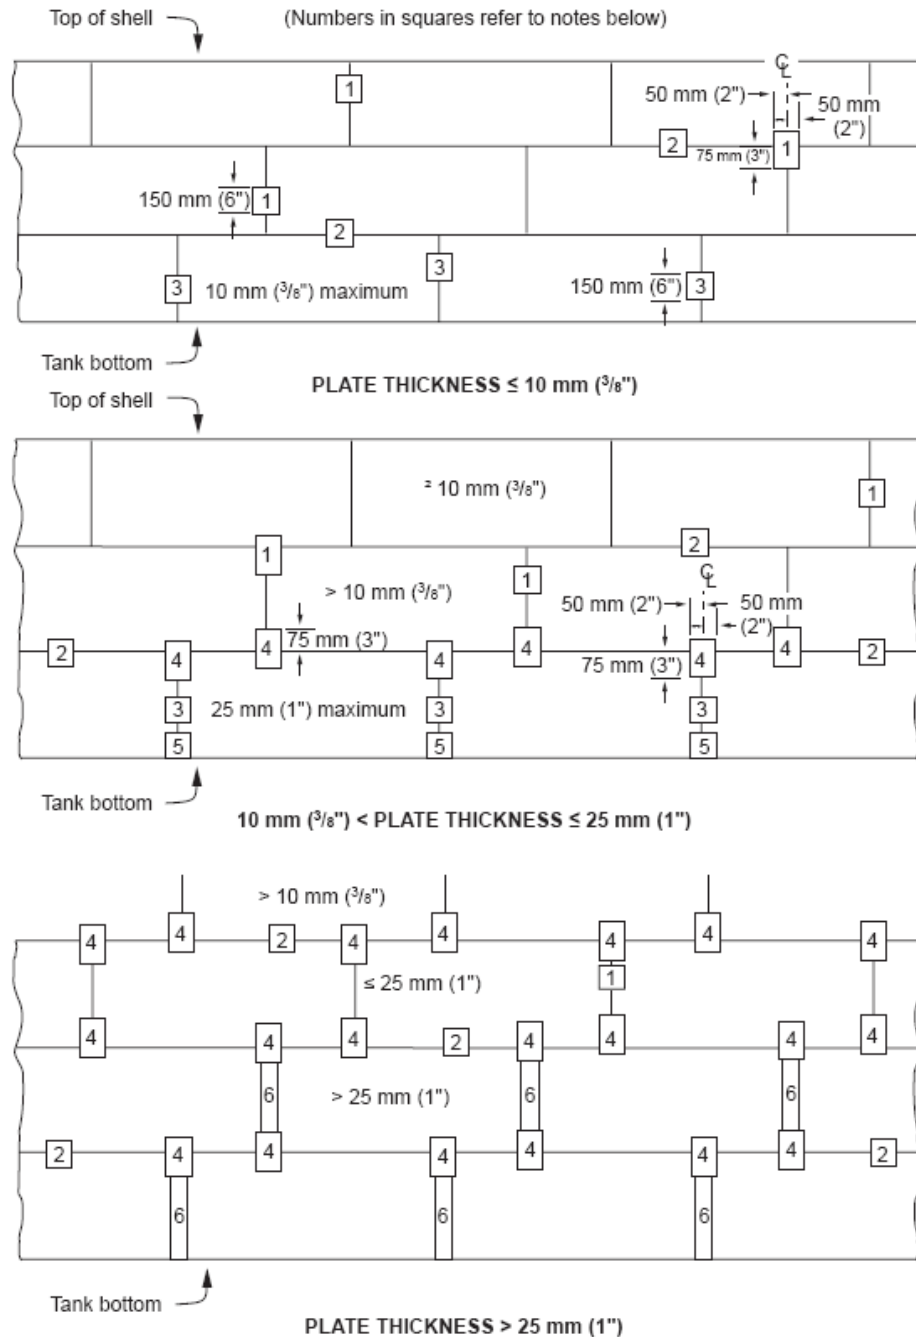 Top of shell
(Numbers in squares refer to notes below)
℄
1
50 mm (2")
50 mm
(2")
2
75 mm (3")
1
150 mm (6")
1
2
3
3
10 mm (3/8") maximum
150 mm (6")
3
Tank bottom
PLATE THICKNESS ≤ 10 mm (3/8")
Top of shell
² 10 mm (3/8")
1
1
2
> 10 mm (3/8")
1
℄
50 mm (2")
50 mm
(2")
2
4
4
75 mm (3")
4
4
75 mm (3")
4
4
2
3
25 mm (1") maximum
3
3
5
5
5
Tank bottom
10 mm (3/8") < PLATE THICKNESS ≤ 25 mm (1")
> 10 mm (3/8")
4
4
2
4
4
4
4
4
≤ 25 mm (1")
1
4
4
4
2
4
4
4
4
6
> 25 mm (1")
6
6
2
4
4
4
4
4
4
2
6
6
6
Tank bottom
PLATE THICKNESS > 25 mm (1")